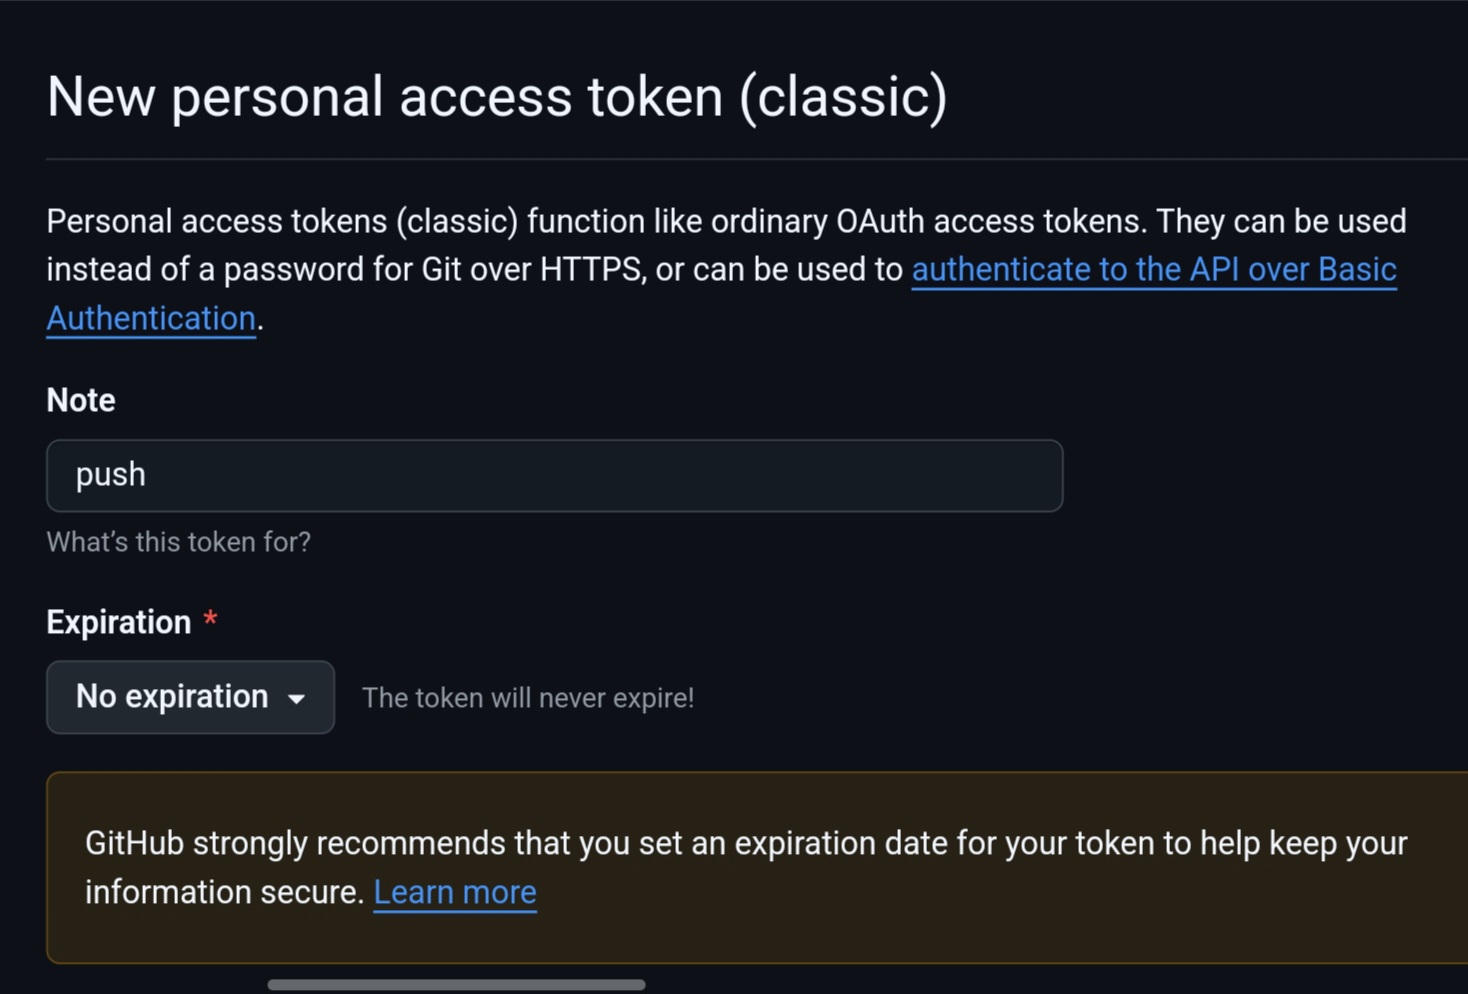 New personal access token (classic)
Personal access tokens (classic) function like ordinary OAuth access tokens. They can be used
instead of a password for Git over HTTPS, or can be used to authenticate to the API over Basic
Authentication.
Note
push
What’s this token for?
Expiration *
No expiration The token will never expire!
GitHub strongly recommends that you set an expiration date for your token to help keep your
information secure. Learn more